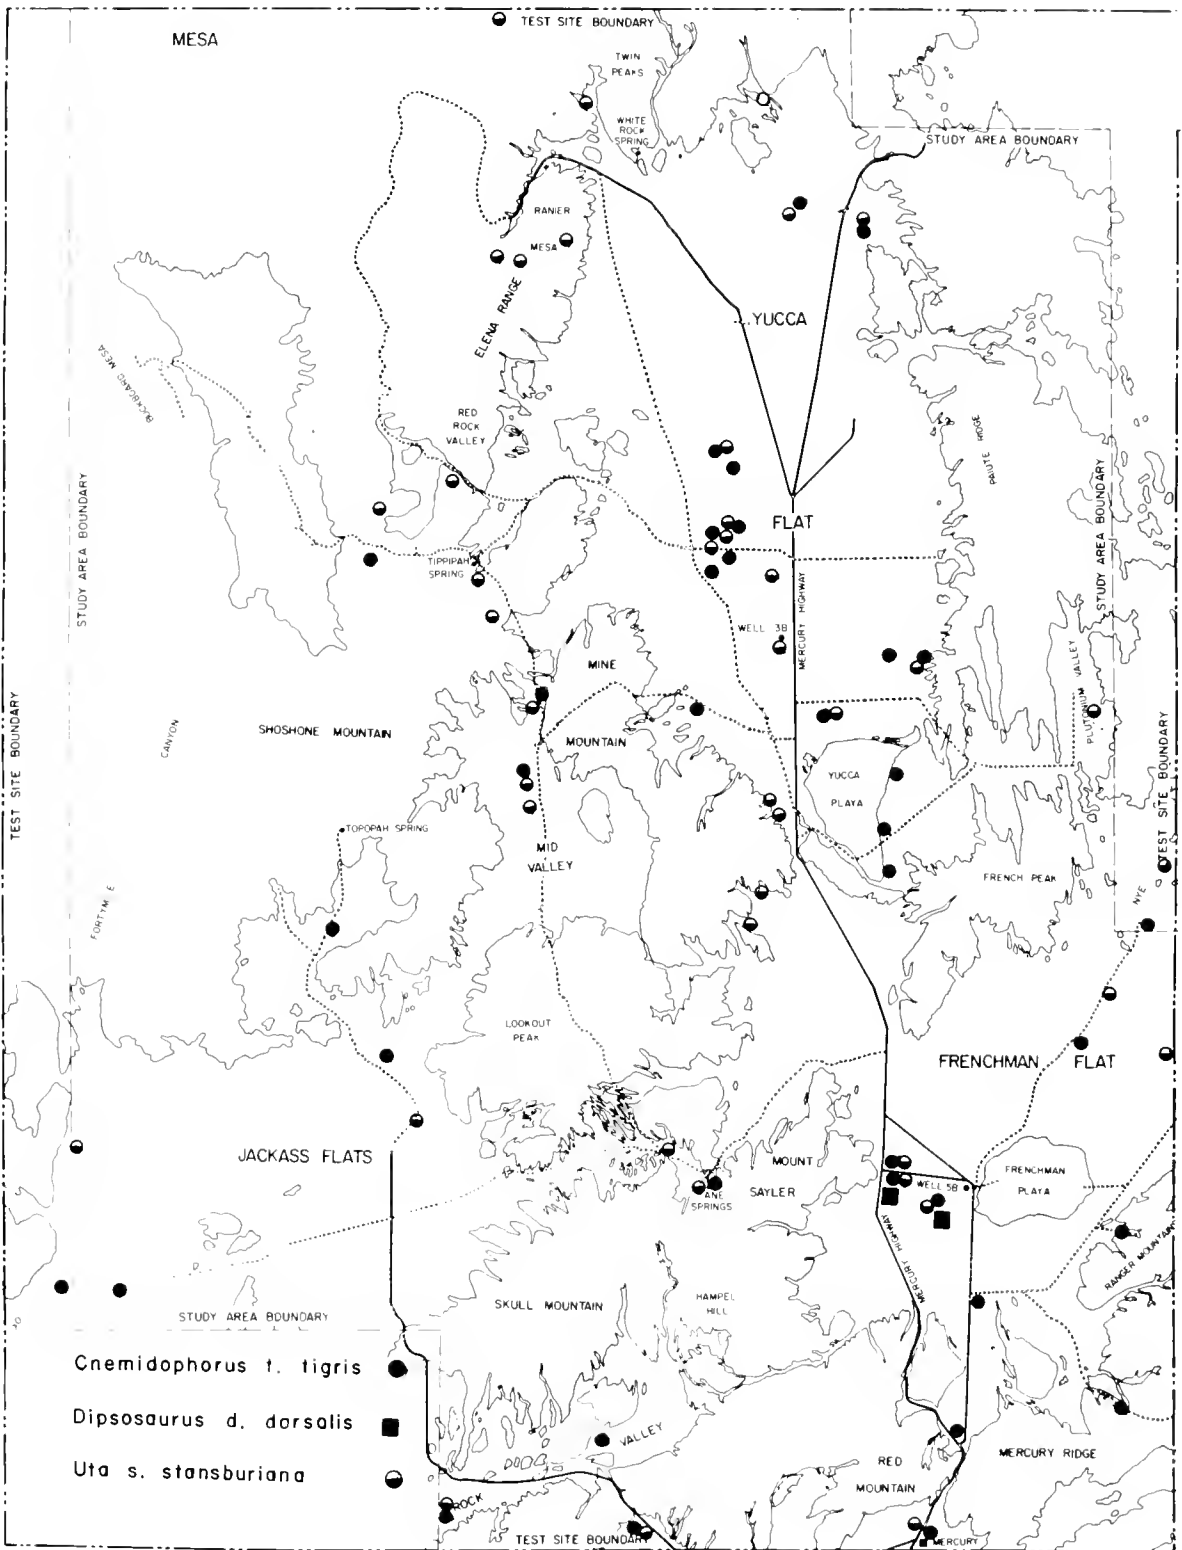 TEST SITE BOUNDARY
MESA
TWIN
PEAKS
WHITE
ROCK
SPRING
STUDY AREA BOUNDARY
RANIER
MESA
ELENA RANGE
YUCCA
BUCKBOARD MESA
RED
ROCK
VALLEY
PAIUTE RIDGE
STUDY AREA BOUNDARY
STUDY AREA BOUNDARY
FLAT
TIPPIPAH
SPRING
MERCURY HIGHWAY
WELL 3B
MINE
MOUNTAIN
PLUTONIUM VALLEY
TEST SITE BOUNDARY
SHOSHONE MOUNTAIN
CANYON
TEST SITE BOUNDARY
YUCCA
PLAYA
TOPOPAH SPRING
MID
VALLEY
FRENCH PEAK
NYE
FORTYM E
LOOKOUT
PEAK
FRENCHMAN FLAT
JACKASS FLATS
MOUNT
SAYLER
ANE
SPRINGS
WELL 5B
FRENCHMAN
PLAYA
MERCURY HIGHWAY
RANGER MOUNTAIN
SKULL MOUNTAIN
HAMPEL
HILL
STUDY AREA BOUNDARY
Cnemidophorus t. tigris
Dipsosaurus d. dorsalis
Uta s. stansburiana
VALLEY
RED
MOUNTAIN
MERCURY RIDGE
ROCK
TEST SITE BOUNDARY
MERCURY